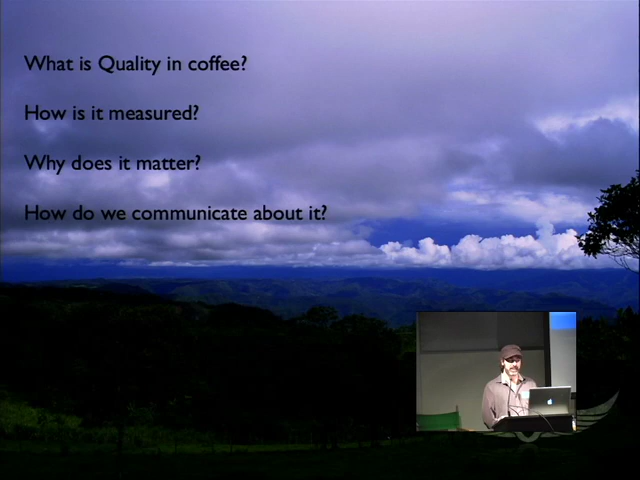 What is Quality in coffee?
How is it measured?
Why does it matter?
How do we communicate about it?